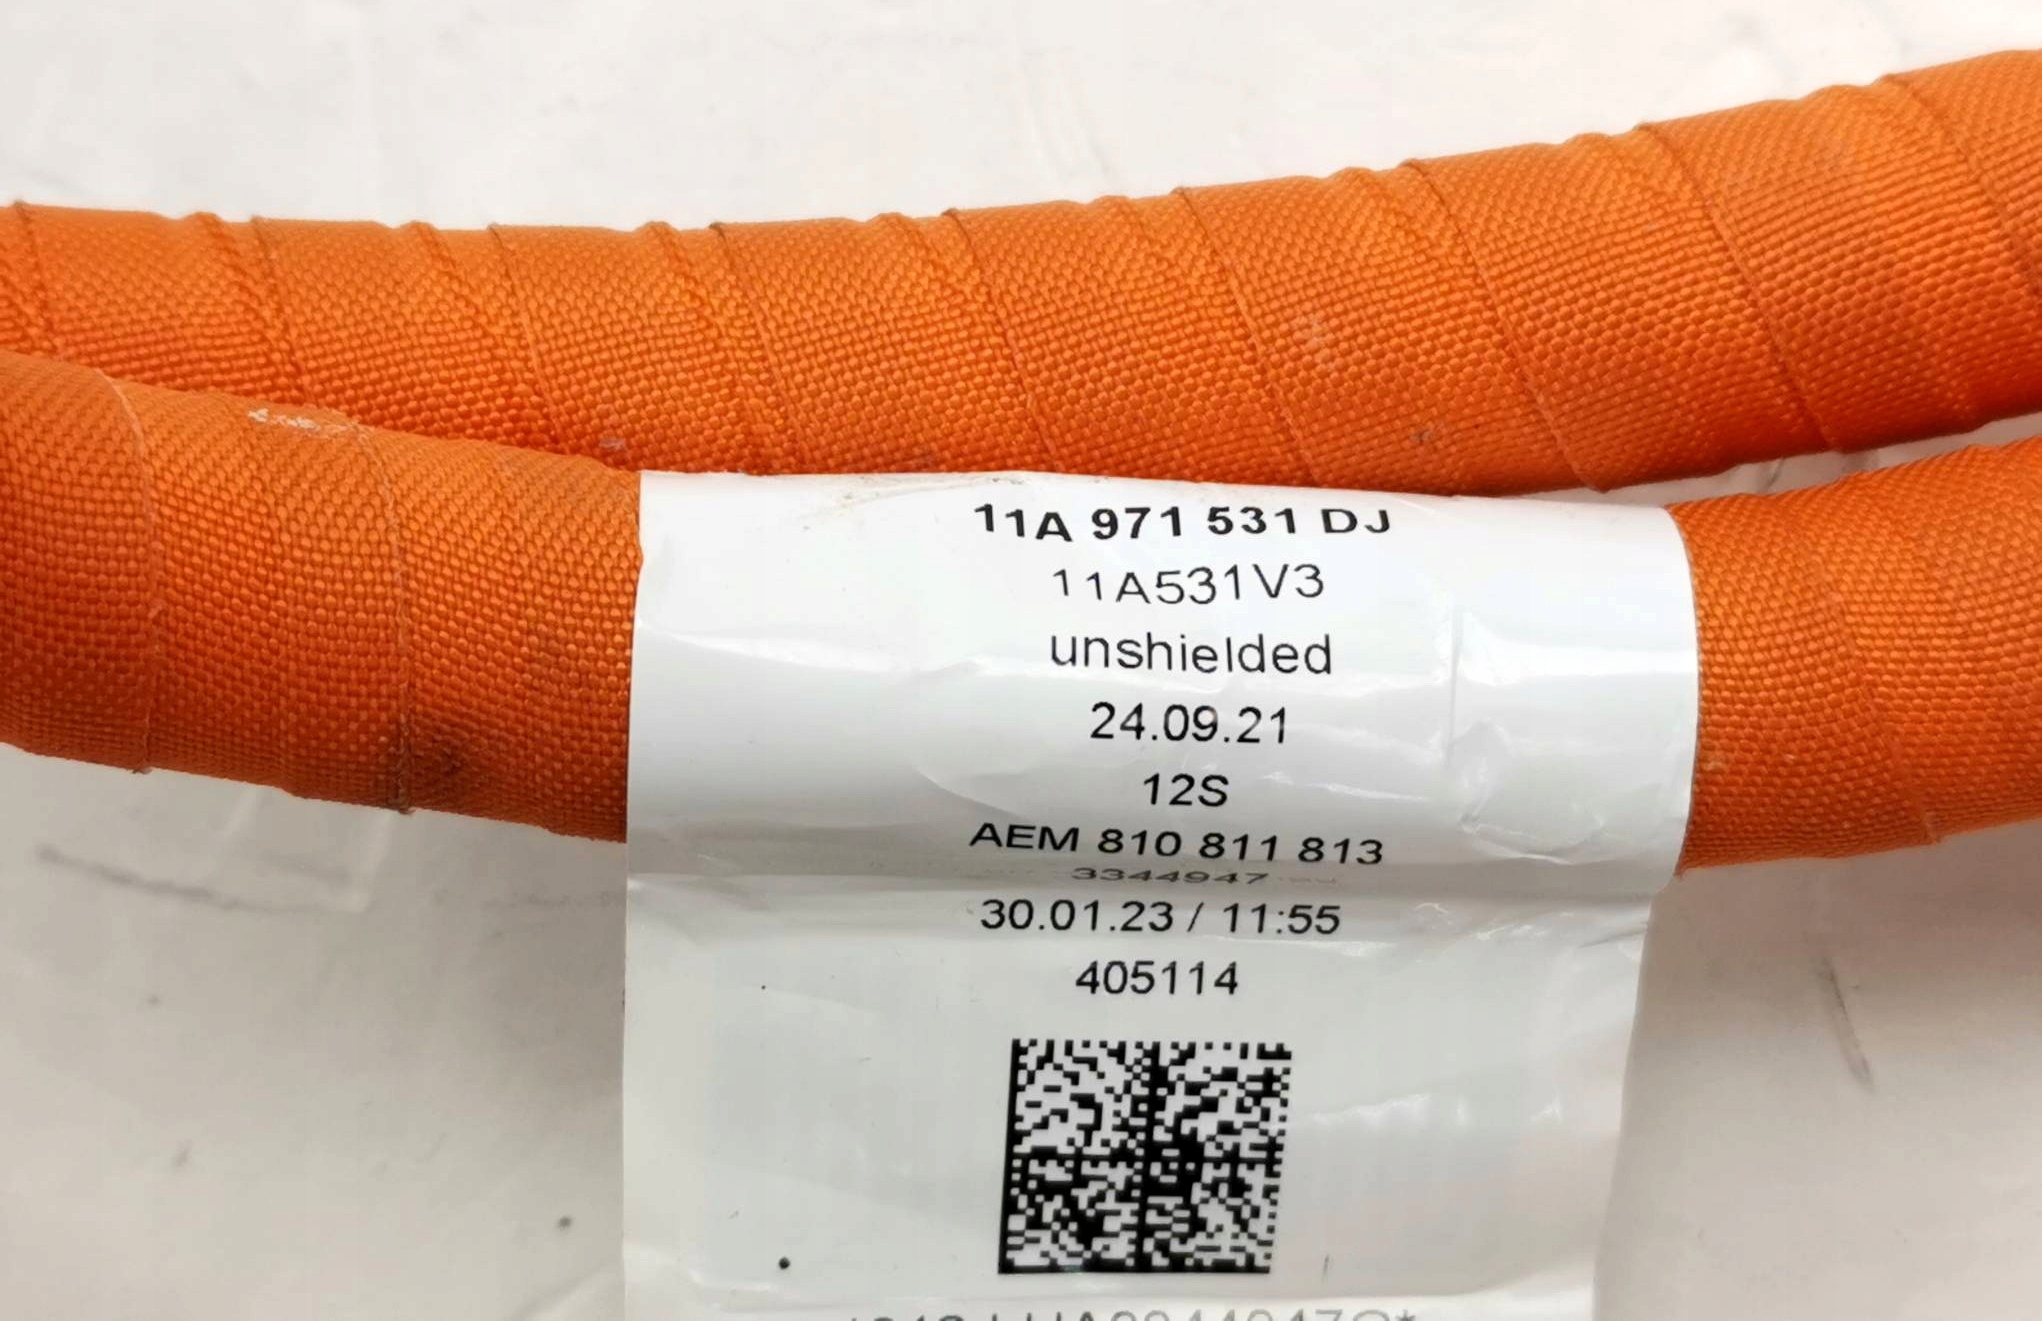 11A 971 531 DJ
11A531V3
unshielded
24.09.21
12S
AEM 810 811 813
3344947
30.01.23 / 11:55
405114